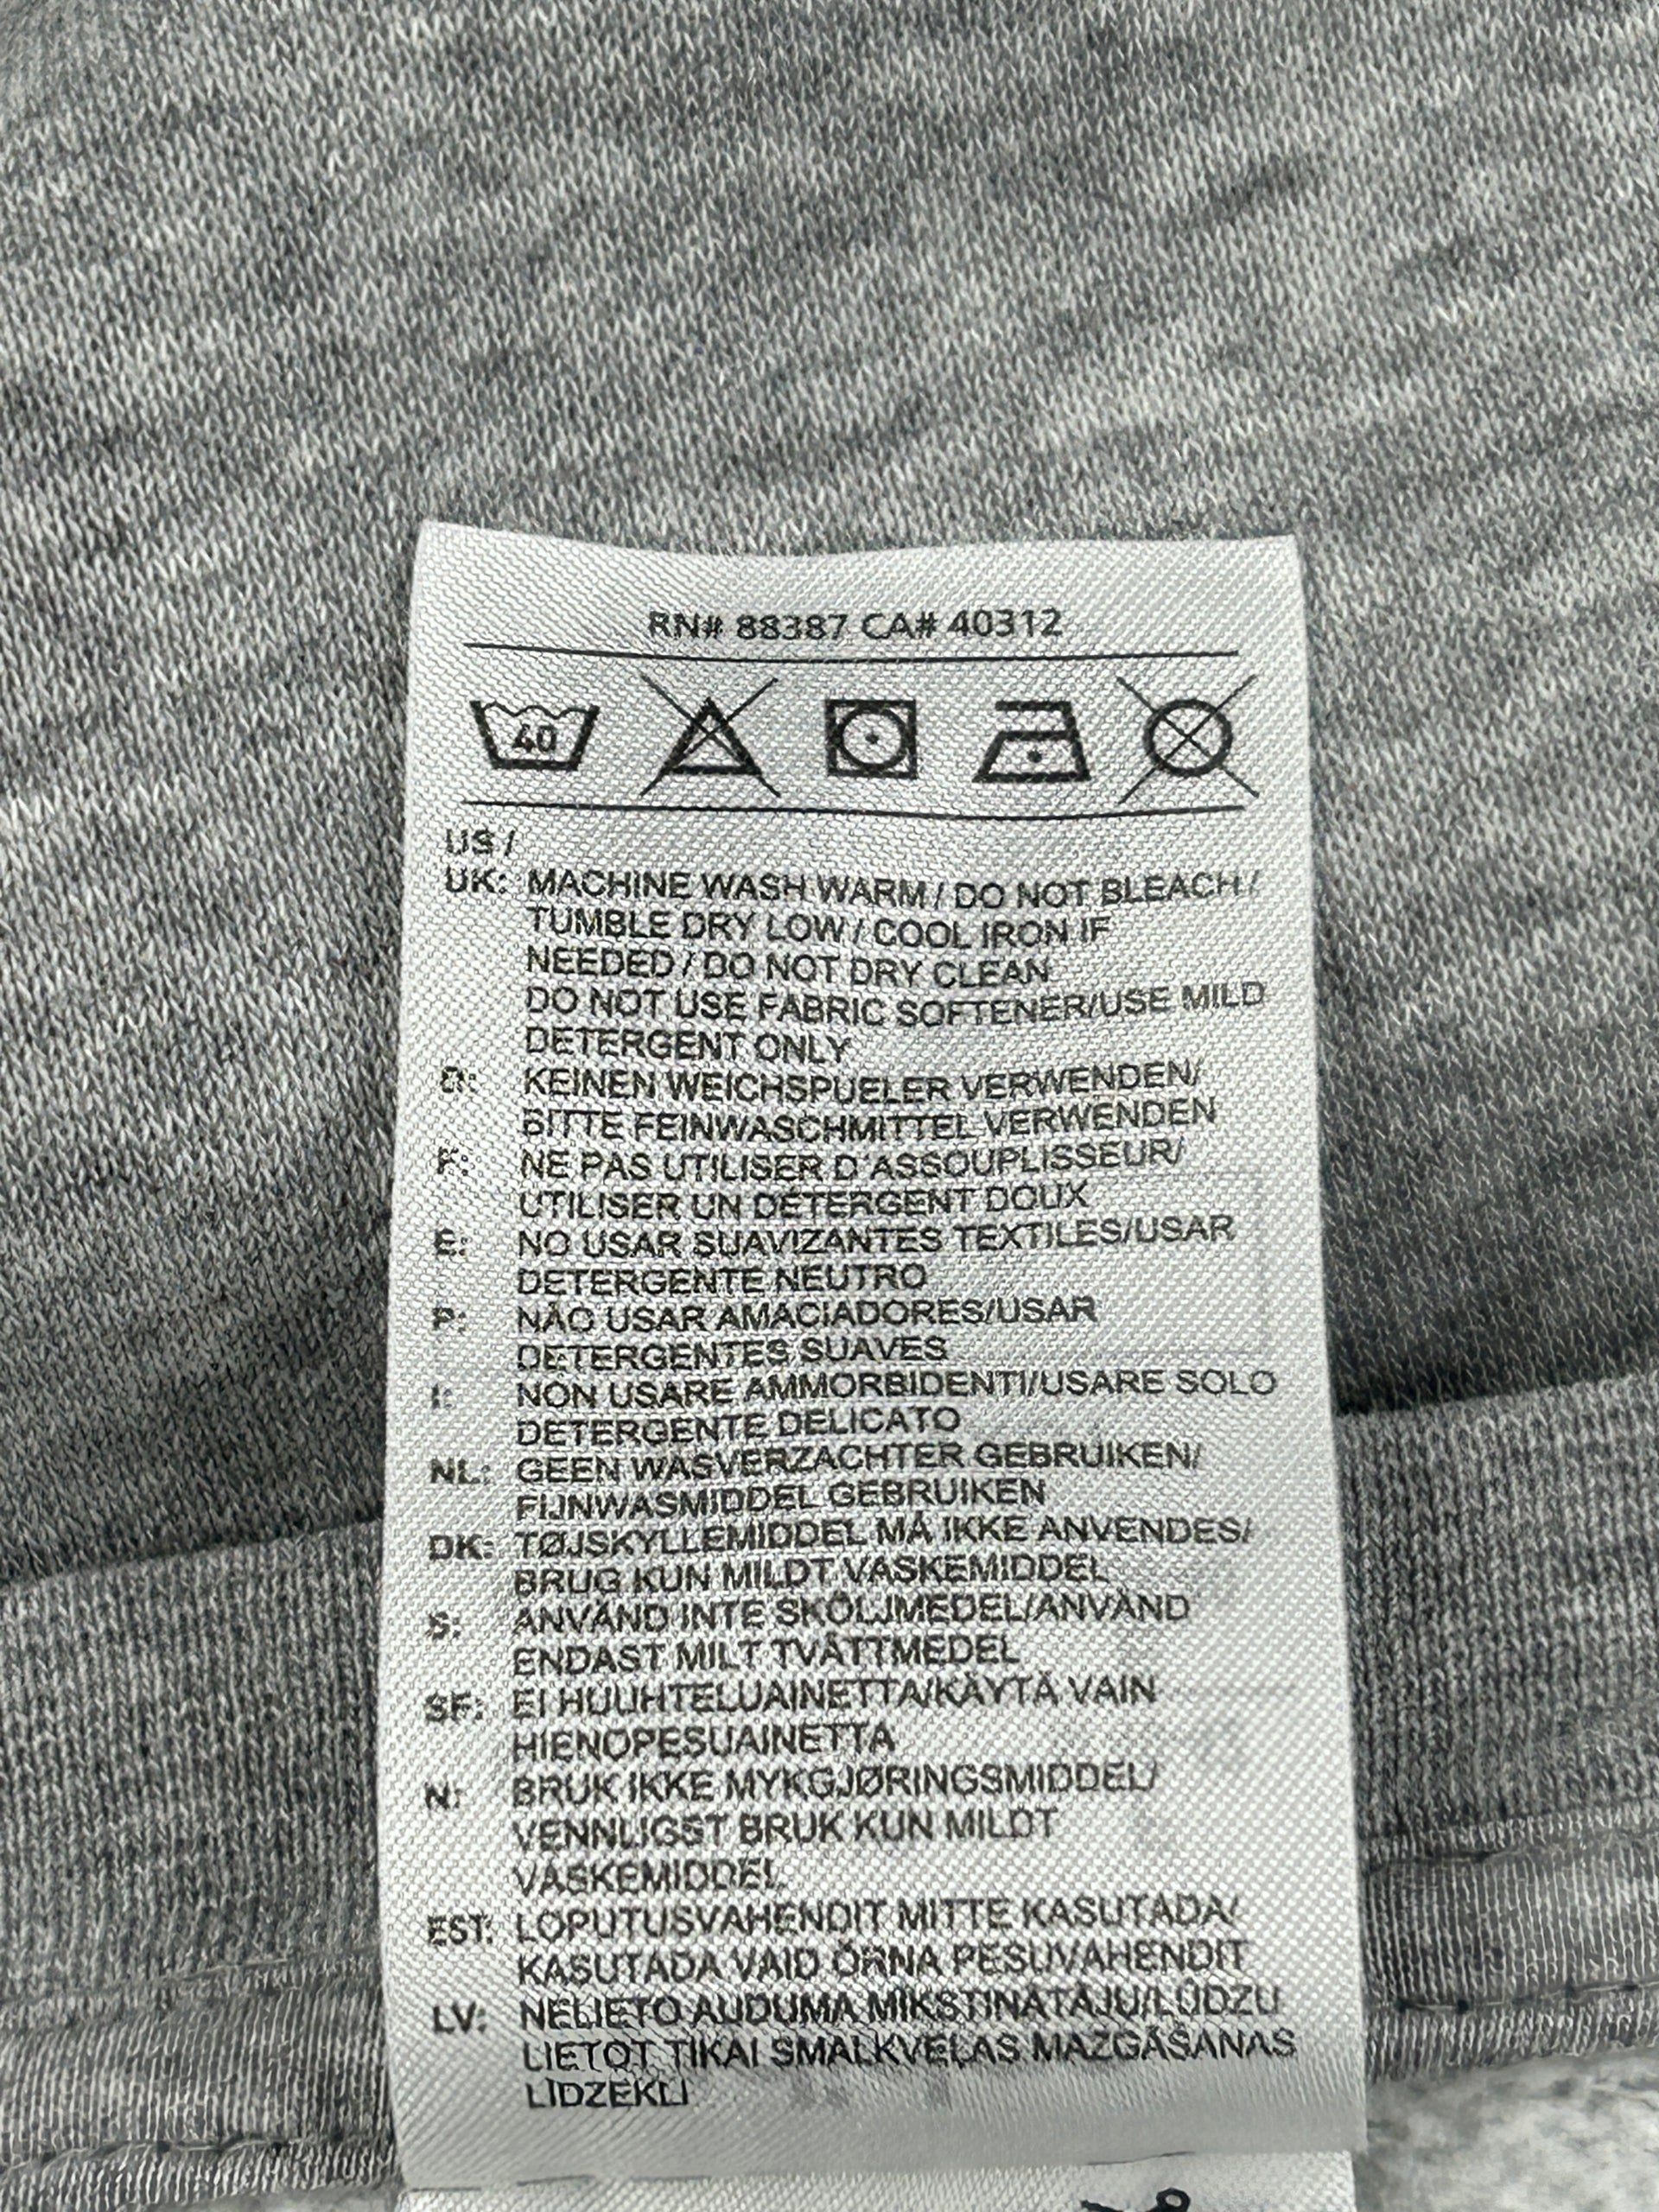 RN# 88387 CA# 40312
40
US /
UK: MACHINE WASH WARM / DO NOT BLEACH /
TUMBLE DRY LOW / COOL IRON IF
NEEDED / DO NOT DRY CLEAN
DO NOT USE FABRIC SOFTENER/USE MILD
DETERGENT ONLY
D: KEINEN WEICHSPUELER VERWENDEN/
BITTE FEINWASCHMITTEL VERWENDEN
F: NE PAS UTILISER D'ASSOUPLISSEUR/
UTILISER UN DÉTERGENT DOUX
E: NO USAR SUAVIZANTES TEXTILES/USAR
DETERGENTE NEUTRO
P: NÃO USAR AMACIADORES/USAR
DETERGENTES SUAVES
I: NON USARE AMMORBIDENTI/USARE SOLO
DETERGENTE DELICATO
NL: GEEN WASVERZACHTER GEBRUIKEN/
FIJNWASMIDDEL GEBRUIKEN
DK: TØJSKYLLEMIDDEL MÅ IKKE ANVENDES/
BRUG KUN MILDT VASKEMIDDEL
S: ANVÄND INTE SKÖLJMEDEL/ANVÄND
ENDAST MILT TVÄTTMEDEL
SF: EI HUUHTELUAINETTA/KÄYTÄ VAIN
HIENOPESUAINETTA
N: BRUK IKKE MYKGJØRINGSMIDDEL/
VENNLIGST BRUK KUN MILDT
VASKEMIDDEL
EST: LOPUTUSVAHENDIT MITTE KASUTADA/
KASUTADA VAID ÕRNA PESUVAHENDIT
LV: NELIETO AUDUMA MĪKSTINĀTĀJU/LŪDZU
LIETOT TIKAI SMALKVEĻAS MAZGĀŠANAS
LĪDZEKLI